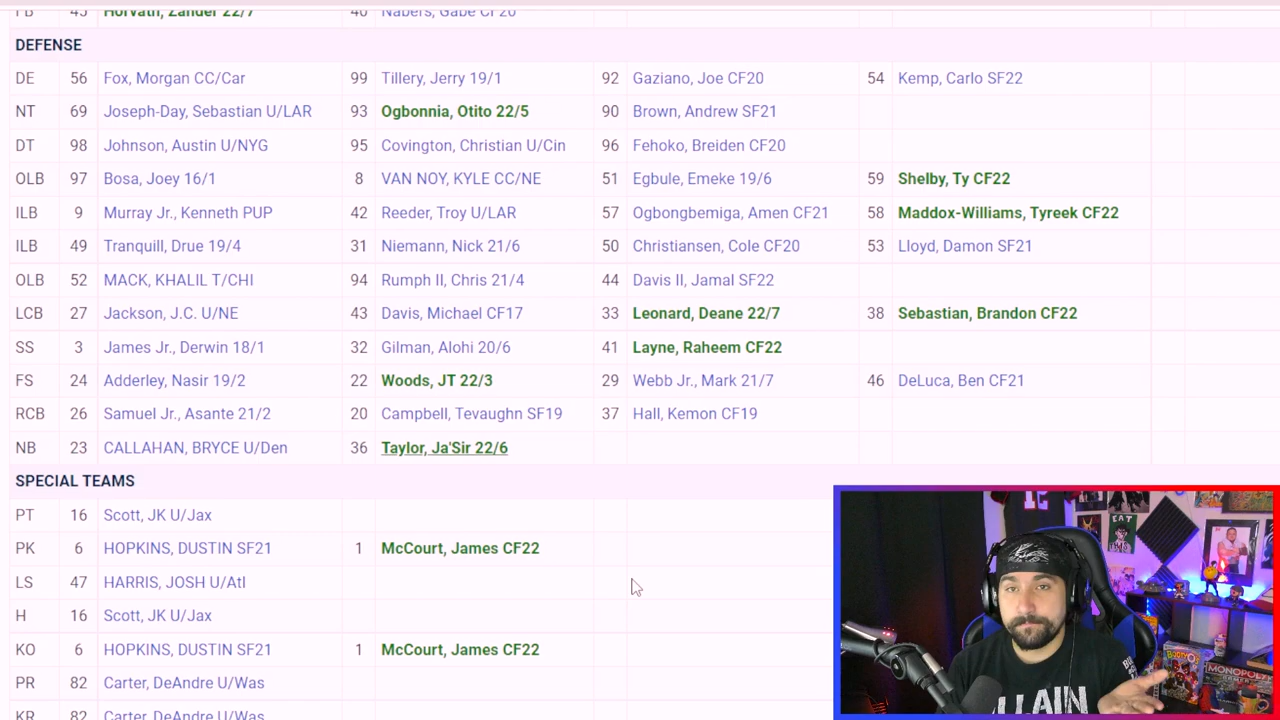 FB 45 Horvath, Zander 22/7 40 Nabers, Gabe CF20
DEFENSE
DE 56 Fox, Morgan CC/Car 99 Tillery, Jerry 19/1 92 Gaziano, Joe CF20 54 Kemp, Carlo SF22
NT 69 Joseph-Day, Sebastian U/LAR 93 Ogbonnia, Otito 22/5 90 Brown, Andrew SF21
DT 98 Johnson, Austin U/NYG 95 Covington, Christian U/Cin 96 Fehoko, Breiden CF20
OLB 97 Bosa, Joey 16/1 8 VAN NOY, KYLE CC/NE 51 Egbule, Emeke 19/6 59 Shelby, Ty CF22
ILB 9 Murray Jr., Kenneth PUP 42 Reeder, Troy U/LAR 57 Ogbongbemiga, Amen CF21 58 Maddox-Williams, Tyreek CF22
ILB 49 Tranquill, Drue 19/4 31 Niemann, Nick 21/6 50 Christiansen, Cole CF20 53 Lloyd, Damon SF21
OLB 52 MACK, KHALIL T/CHI 94 Rumph II, Chris 21/4 44 Davis II, Jamal SF22
LCB 27 Jackson, J.C. U/NE 43 Davis, Michael CF17 33 Leonard, Deane 22/7 38 Sebastian, Brandon CF22
SS 3 James Jr., Derwin 18/1 32 Gilman, Alohi 20/6 41 Layne, Raheem CF22
FS 24 Adderley, Nasir 19/2 22 Woods, JT 22/3 29 Webb Jr., Mark 21/7 46 DeLuca, Ben CF21
RCB 26 Samuel Jr., Asante 21/2 20 Campbell, Tevaughn SF19 37 Hall, Kemon CF19
NB 23 CALLAHAN, BRYCE U/Den 36 Taylor, Ja'Sir 22/6
SPECIAL TEAMS
PT 16 Scott, JK U/Jax
PK 6 HOPKINS, DUSTIN SF21 1 McCourt, James CF22
LS 47 HARRIS, JOSH U/Atl
H 16 Scott, JK U/Jax
KO 6 HOPKINS, DUSTIN SF21 1 McCourt, James CF22
PR 82 Carter, DeAndre U/Was
KR 82 Carter, DeAndre U/Was
12
EAT
MONOPOLY
GAMER